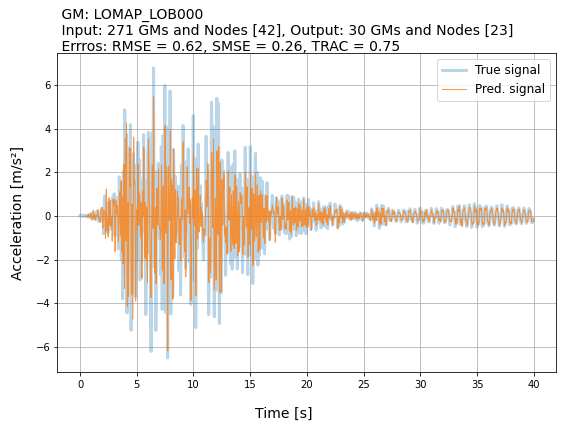 GM: LOMAP_LOB000
Input: 271 GMs and Nodes [42], Output: 30 GMs and Nodes [23]
Errros: RMSE = 0.62, SMSE = 0.26, TRAC = 0.75
True signal
Pred. signal
Acceleration [m/s²]
6
4
2
0
−2
−4
−6
0 5 10 15 20 25 30 35 40
Time [s]